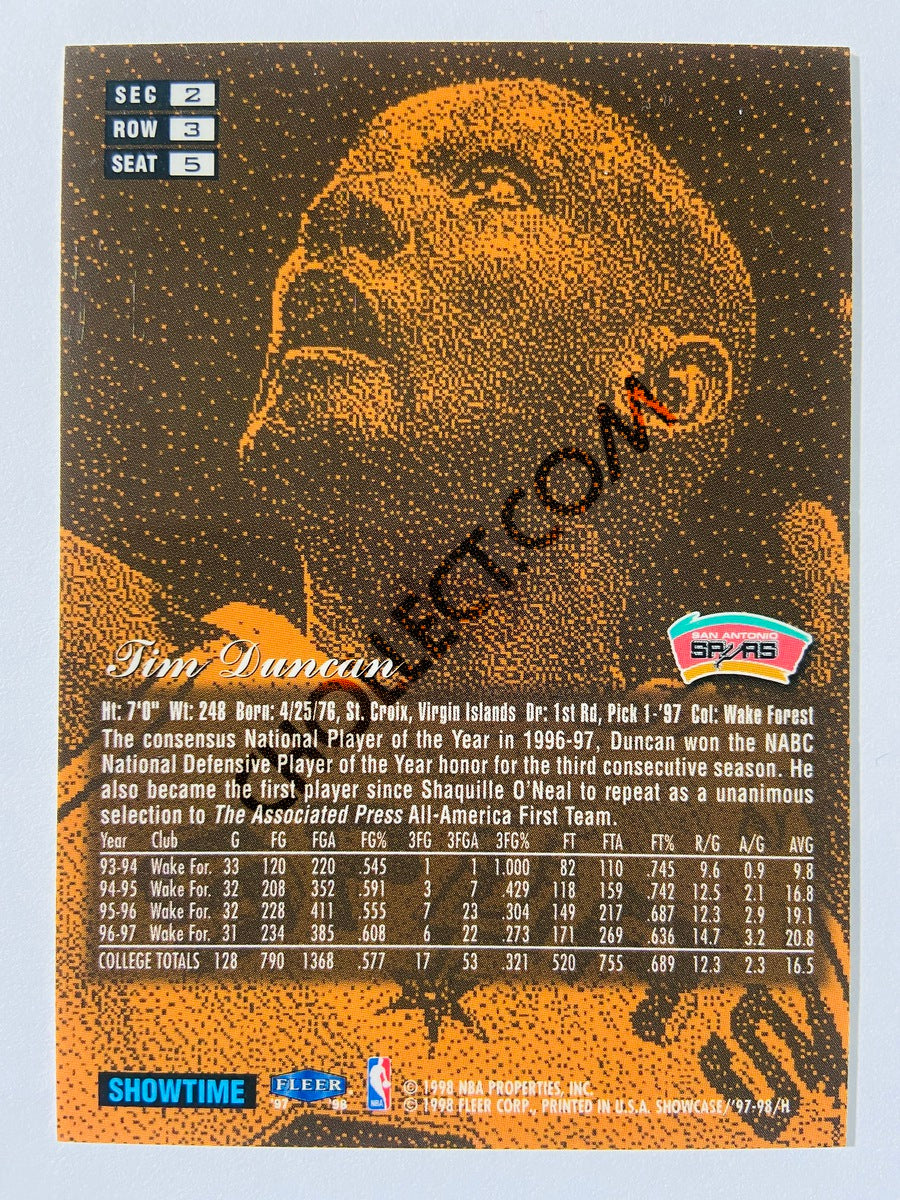 SEC 2
ROW 3
SEAT 5
CHOLLECT.COM
SAN ANTONIO
SPURS
Tim Duncan
Ht: 7'0" Wt: 248 Born: 4/25/76, St. Croix, Virgin Islands Dr: 1st Rd, Pick 1-'97 Col: Wake Forest
The consensus National Player of the Year in 1996-97, Duncan won the NABC
National Defensive Player of the Year honor for the third consecutive season. He
also became the first player since Shaquille O'Neal to repeat as a unanimous
selection to The Associated Press All-America First Team.
Year Club G FG FGA FG% 3FG 3FGA 3FG% FT FTA FT% R/G A/G AVG
93-94 Wake For. 33 120 220 .545 1 1 1.000 82 110 .745 9.6 0.9 9.8
94-95 Wake For. 32 208 352 .591 3 7 .429 118 159 .742 12.5 2.1 16.8
95-96 Wake For. 32 228 411 .555 7 23 .304 149 217 .687 12.3 2.9 19.1
96-97 Wake For. 31 234 385 .608 6 22 .273 171 269 .636 14.7 3.2 20.8
COLLEGE TOTALS 128 790 1368 .577 17 53 .321 520 755 .689 12.3 2.3 16.5
SHOWTIME
FLEER
'97 '98
NBA
© 1998 NBA PROPERTIES, INC.
© 1998 FLEER CORP., PRINTED IN U.S.A. SHOWCASE/'97-98/H